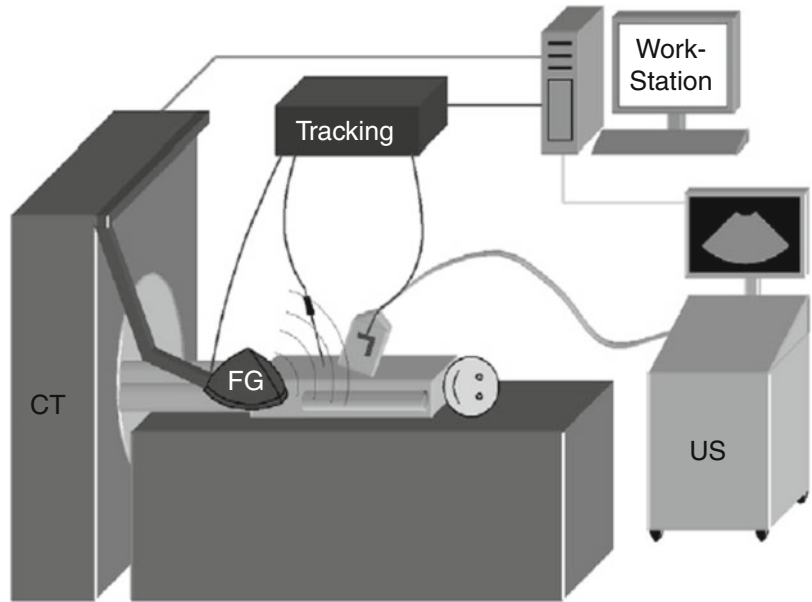 Work-
Station
Tracking
FG
CT
US